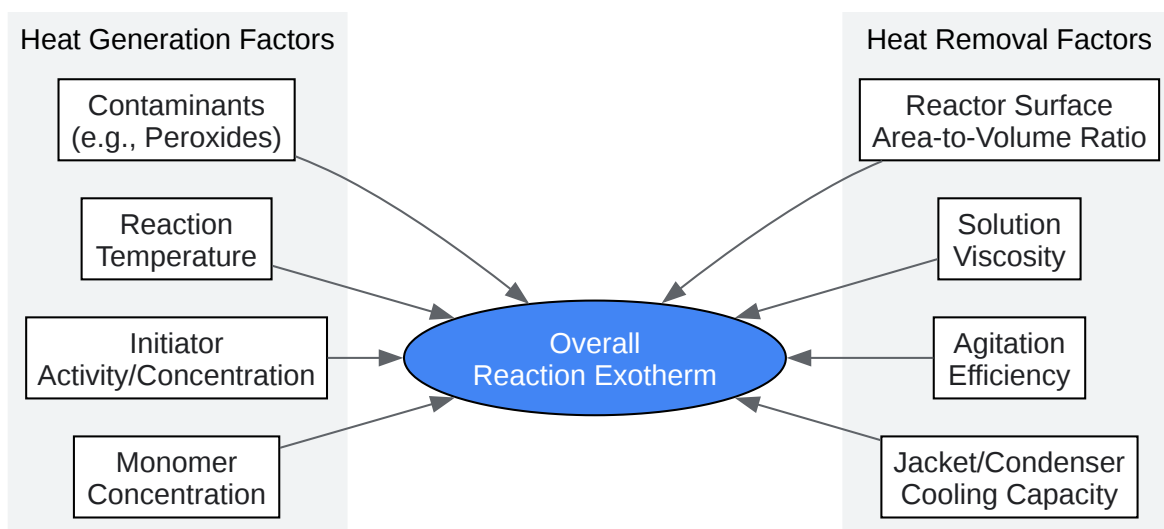 Heat Generation Factors
Contaminants
(e.g., Peroxides)
Reaction
Temperature
Initiator
Activity/Concentration
Monomer
Concentration
Overall
Reaction Exotherm
Heat Removal Factors
Reactor Surface
Area-to-Volume Ratio
Solution
Viscosity
Agitation
Efficiency
Jacket/Condenser
Cooling Capacity